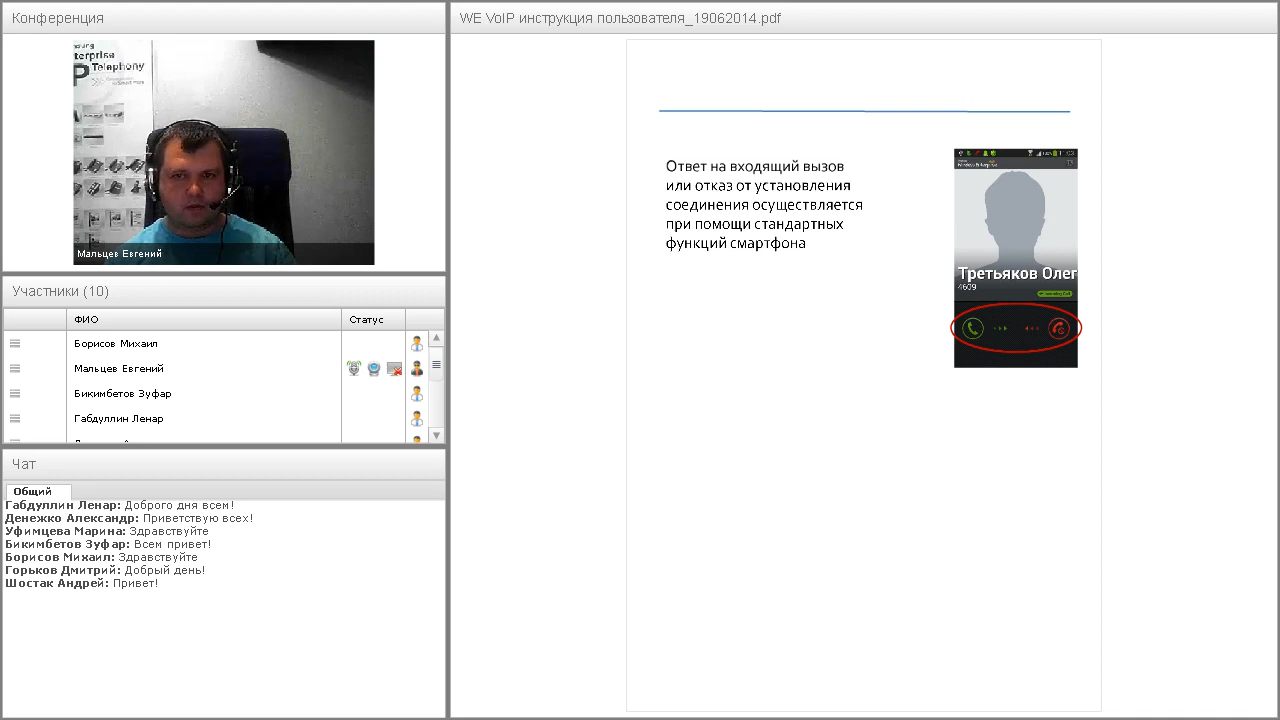 Конференция
terprise
Telephony
Мальцев Евгений
Участники (10)
ФИО
Статус
Борисов Михаил
Мальцев Евгений
Бикимбетов Зуфар
Габдуллин Ленар
Чат
Общий
Габдуллин Ленар: Доброго дня всем!
Денежко Александр: Приветствую всех!
Уфимцева Марина: Здравствуйте
Бикимбетов Зуфар: Всем привет!
Борисов Михаил: Здравствуйте
Горьков Дмитрий: Добрый день!
Шостак Андрей: Привет!
WE VoIP инструкция пользователя_19062014.pdf
Ответ на входящий вызов
или отказ от установления
соединения осуществляется
при помощи стандартных
функций смартфона
Третьяков Олег
4609